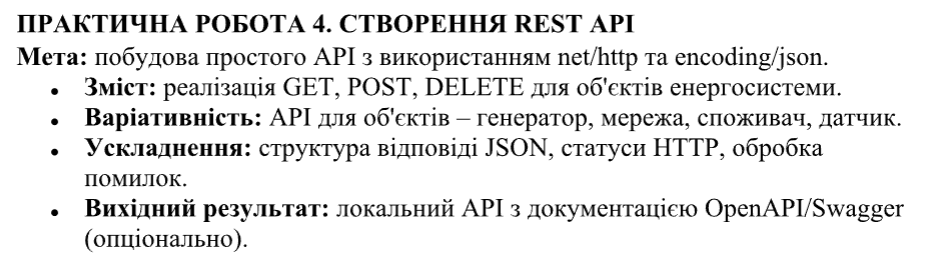 ПРАКТИЧНА РОБОТА 4. СТВОРЕННЯ REST API
Мета: побудова простого API з використанням net/http та encoding/json.
• Зміст: реалізація GET, POST, DELETE для об'єктів енергосистеми.
• Варіативність: API для об'єктів – генератор, мережа, споживач, датчик.
• Ускладнення: структура відповіді JSON, статуси HTTP, обробка
помилок.
• Вихідний результат: локальний API з документацією OpenAPI/Swagger
(опціонально).